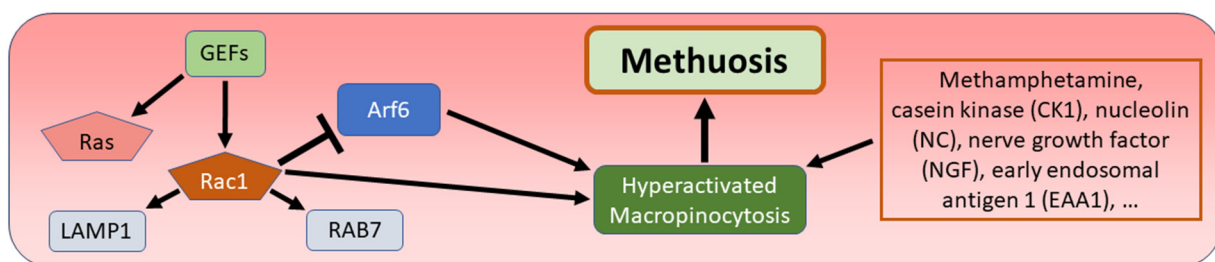 GEFs
Methuosis
Methamphetamine,
casein kinase (CK1), nucleolin
(NC), nerve growth factor
(NGF), early endosomal
antigen 1 (EAA1), ...
Arf6
Ras
Rac1
Hyperactivated
Macropinocytosis
LAMP1
RAB7